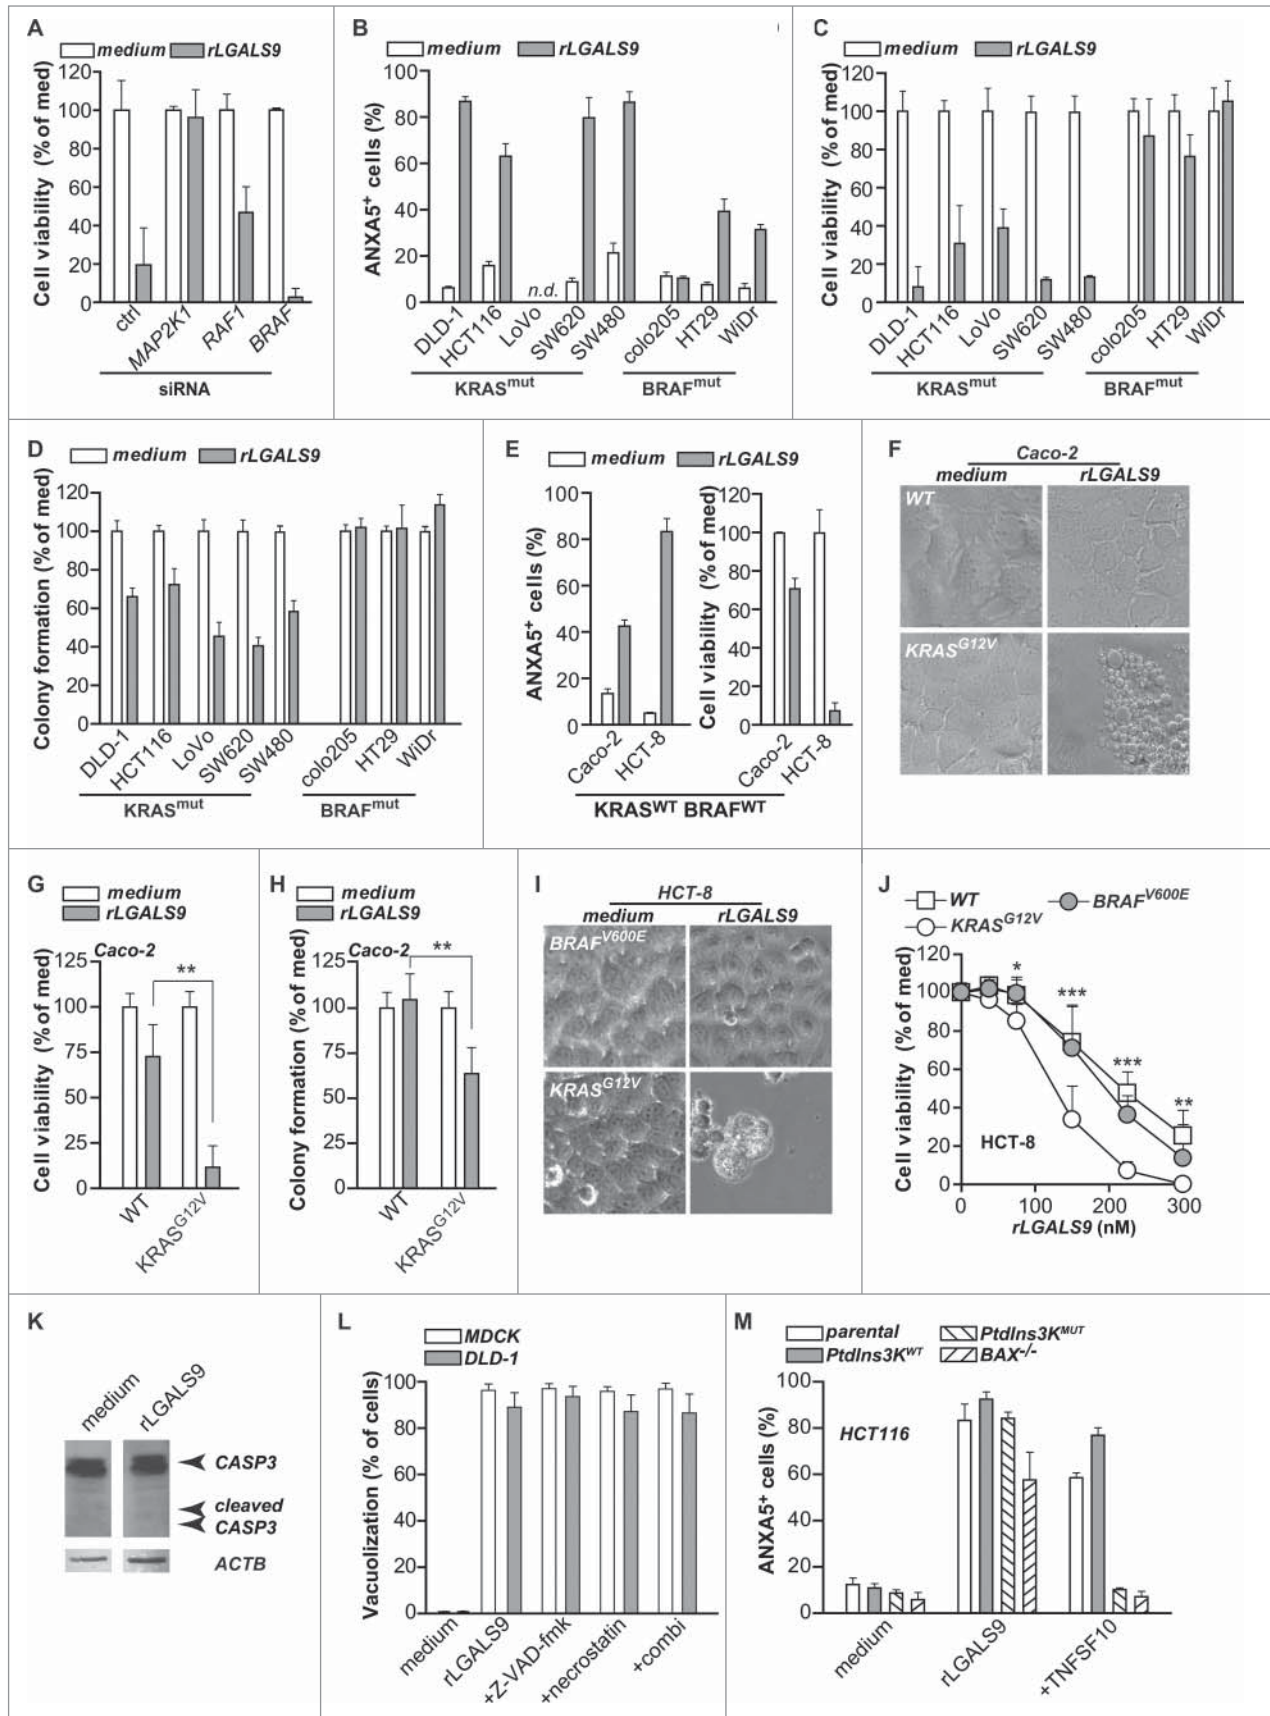 A
medium rLGALS9
Cell viability (% of med)
120
100
80
60
40
20
0
ctrl
MAP2K1
RAF1
BRAF
siRNA
B
medium rLGALS9
ANXA5+ cells (%)
100
80
60
40
20
0
n.d.
DLD-1
HCT116
LoVo
SW620
SW480
colo205
HT29
WiDr
KRASmut BRAFmut
C
medium rLGALS9
Cell viability (% of med)
120
100
80
60
40
20
0
DLD-1
HCT116
LoVo
SW620
SW480
colo205
HT29
WiDr
KRASmut BRAFmut
D
medium rLGALS9
Colony formation (% of med)
120
100
80
60
40
20
0
DLD-1
HCT116
LoVo
SW620
SW480
colo205
HT29
WiDr
KRASmut BRAFmut
E
medium rLGALS9
ANXA5+ cells (%)
100
80
60
40
20
0
Caco-2
HCT-8
Cell viability (% of med)
120
100
80
60
40
20
0
Caco-2
HCT-8
KRASWT BRAFWT
F
Caco-2
medium rLGALS9
WT
KRASG12V
G
medium
rLGALS9
Caco-2
Cell viability (% of med)
125
100
75
50
25
0
**
WT
KRASG12V
H
medium
rLGALS9
Caco-2
Colony formation (% of med)
125
100
75
50
25
0
**
WT
KRASG12V
I
HCT-8
medium rLGALS9
BRAFV600E
KRASG12V
J
WT BRAFV600E
KRASG12V
Cell viability (% of med)
120
100
80
60
40
20
0
*
***
***
**
HCT-8
0 100 200 300
rLGALS9 (nM)
K
medium
rLGALS9
CASP3
cleaved
CASP3
ACTB
L
MDCK
DLD-1
Vacuolization (% of cells)
100
80
60
40
20
0
medium
rLGALS9
+Z-VAD-fmk
+necrostatin
+combi
M
parental PtdIns3KMUT
PtdIns3KWT BAX-/-
ANXA5+ cells (%)
100
80
60
40
20
0
HCT116
medium
rLGALS9
+TNFSF10